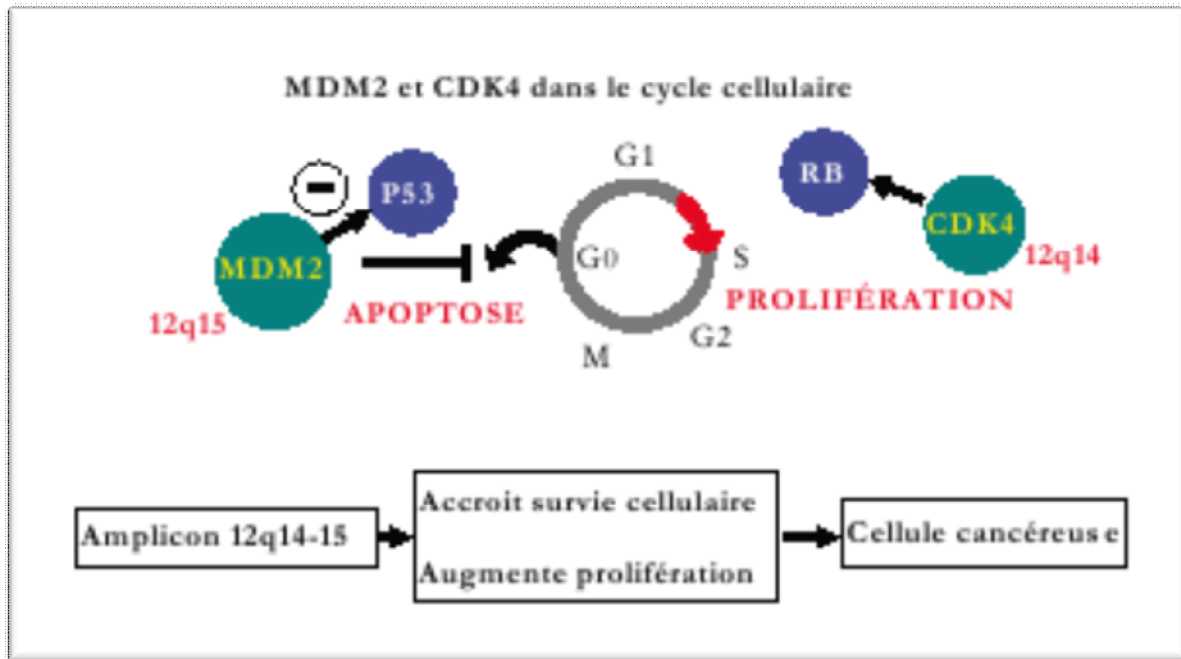 MDM2 et CDK4 dans le cycle cellulaire
G1
P53
RB
CDK4
MDM2
G0
S
12q14
12q15
APOPTOSE
PROLIFÉRATION
M
G2
Amplicon 12q14-15
Accroit survie cellulaire
Augmente prolifération
Cellule cancéreuse